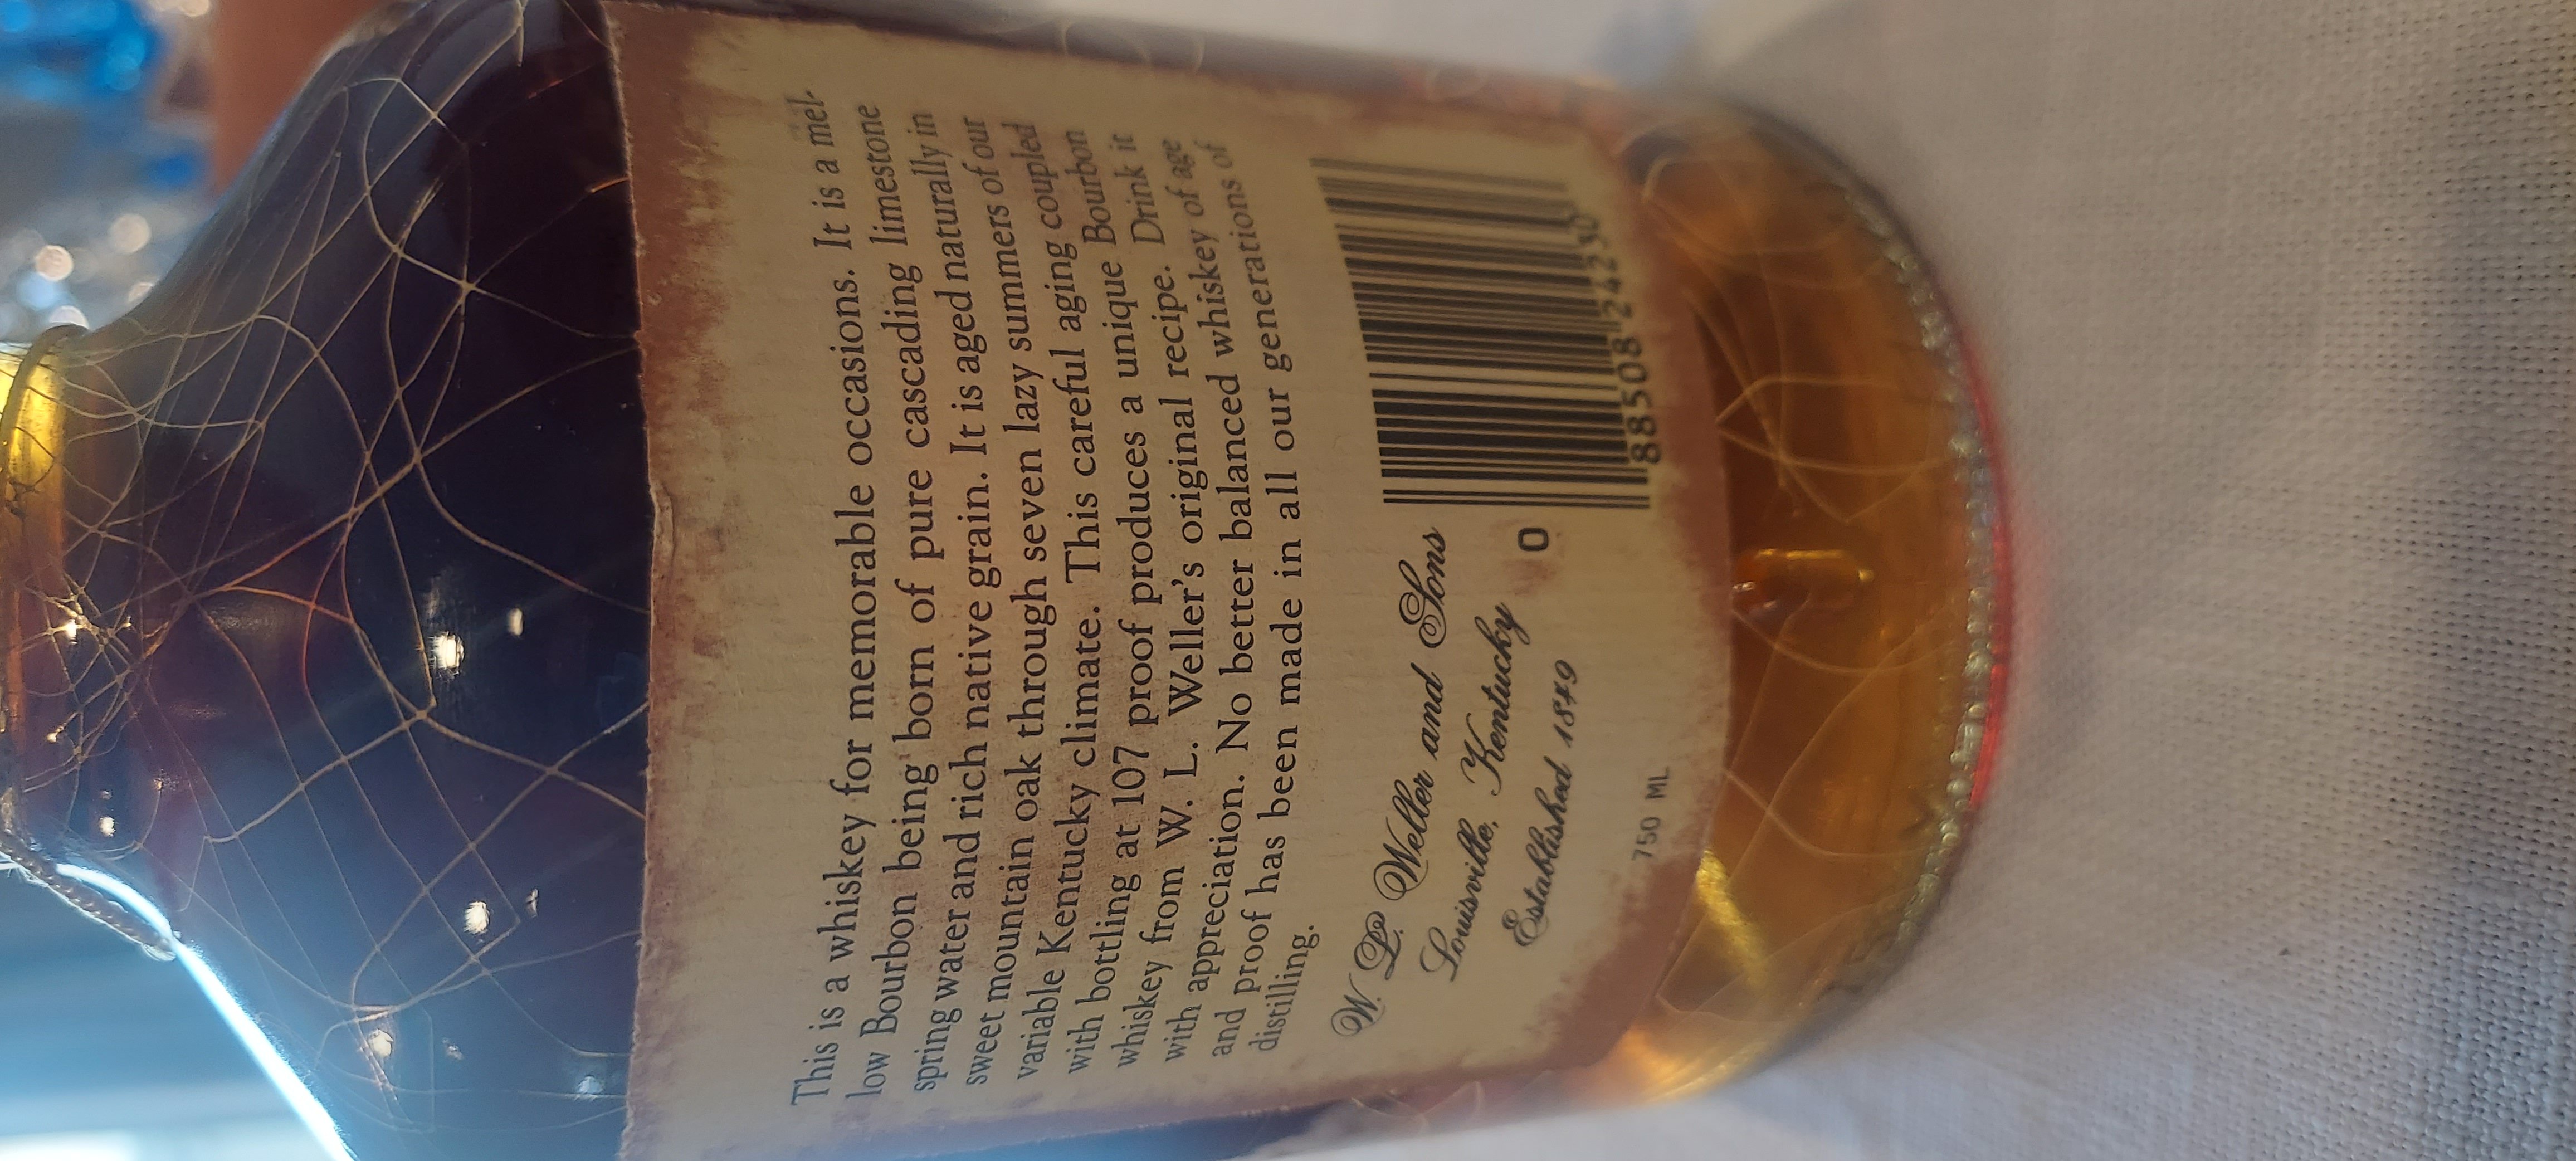 This is a whiskey for memorable occasions. It is a mel-
low Bourbon being born of pure cascading limestone
spring water and rich native grain. It is aged naturally in
sweet mountain oak through seven lazy summers of our
variable Kentucky climate. This careful aging coupled
with bottling at 107 proof produces a unique Bourbon
whiskey from W. L. Weller's original recipe. Drink it
with appreciation. No better balanced whiskey of age
and proof has been made in all our generations of
distilling.
W. L. Weller and Sons
Louisville, Kentucky
Established 1849
750 ML
0 88508 24230